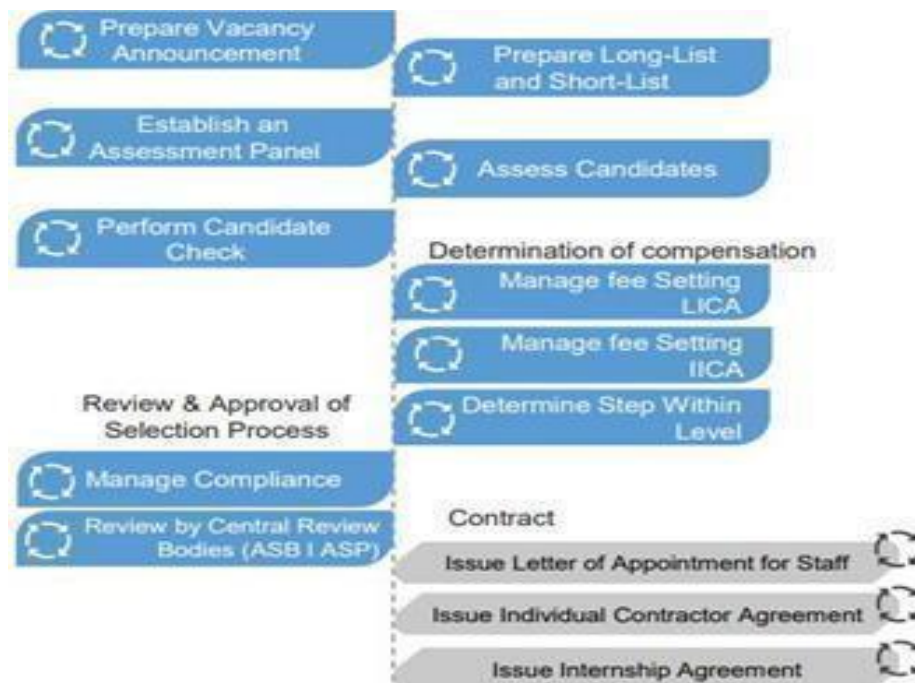 Prepare Vacancy
Announcement
Prepare Long-List
and Short-List
Establish an
Assessment Panel
Assess Candidates
Perform Candidate
Check
Determination of compensation
Manage fee Setting
LICA
Manage fee Setting
IICA
Review & Approval of
Selection Process
Determine Step Within
Level
Manage Compliance
Review by Central Review
Bodies (ASB I ASP)
Contract
Issue Letter of Appointment for Staff
Issue Individual Contractor Agreement
Issue Internship Agreement